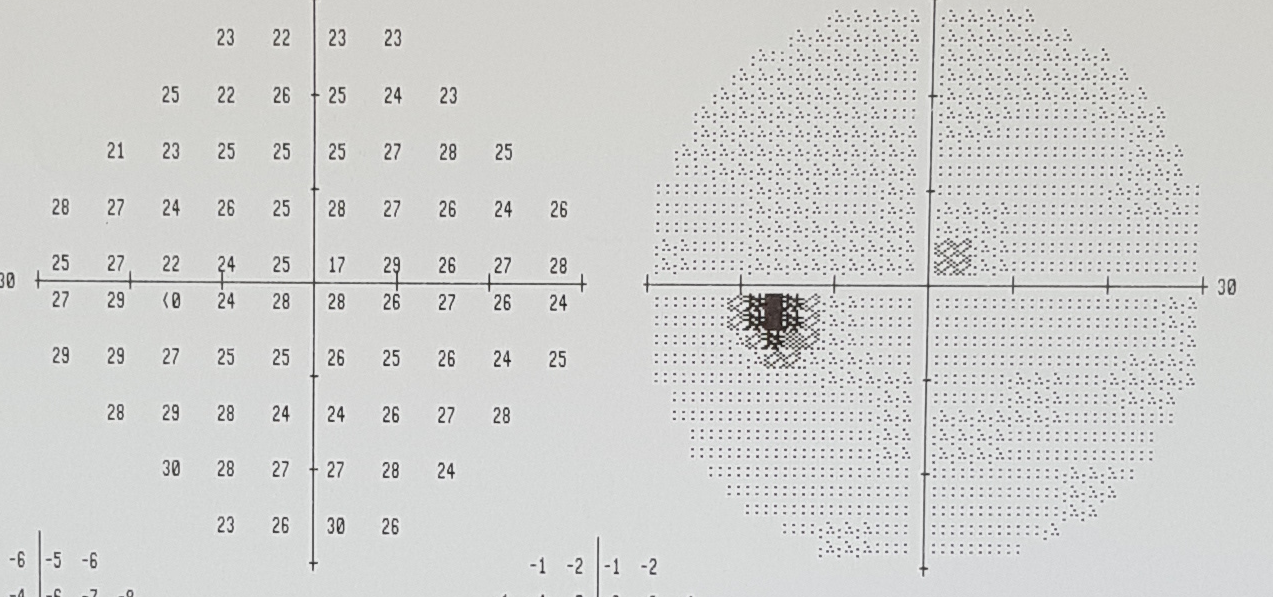 23 22 23 23
25 22 26 25 24 23
21 23 25 25 25 27 28 25
28 27 24 26 25 28 27 26 24 26
25 27 22 24 25 17 29 26 27 28
30 30
27 29 <0 24 28 28 26 27 26 24
29 29 27 25 25 26 25 26 24 25
28 29 28 24 24 26 27 28
30 28 27 27 28 24
23 26 30 26
-6 -5 -6 -1 -2 -1 -2